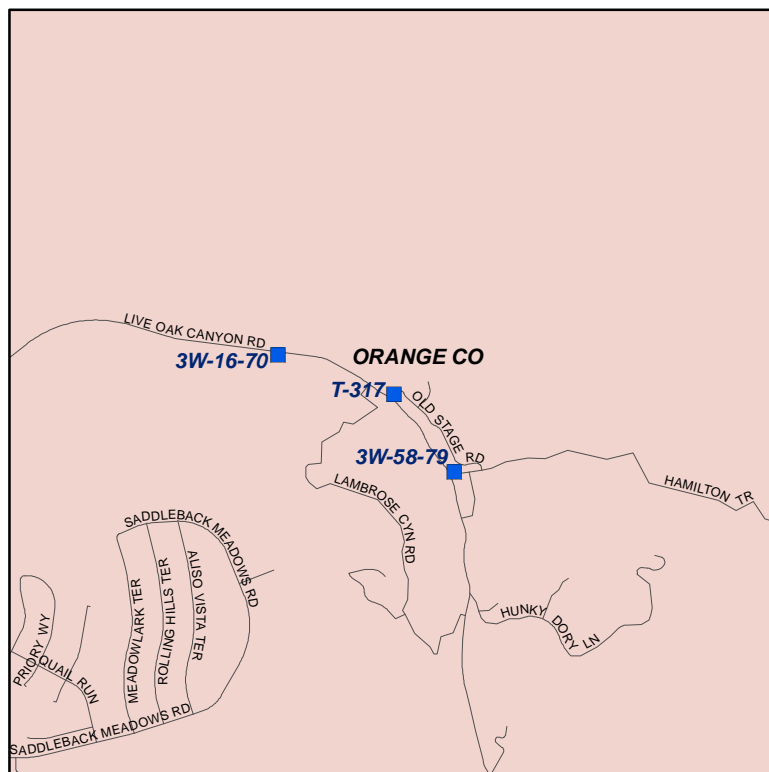 LIVE OAK CANYON RD
3W-16-70
ORANGE CO
T-317
OLD STAGE RD
3W-58-79
HAMILTON TR
LAMBROSE CYN RD
SADDLEBACK MEADOWS RD
MEADOWLARK TER
ROLLING HILLS TER
ALISO VISTA TER
HUNKY DORY LN
PRIORY WY
QUAIL RUN
SADDLEBACK MEADOWS RD